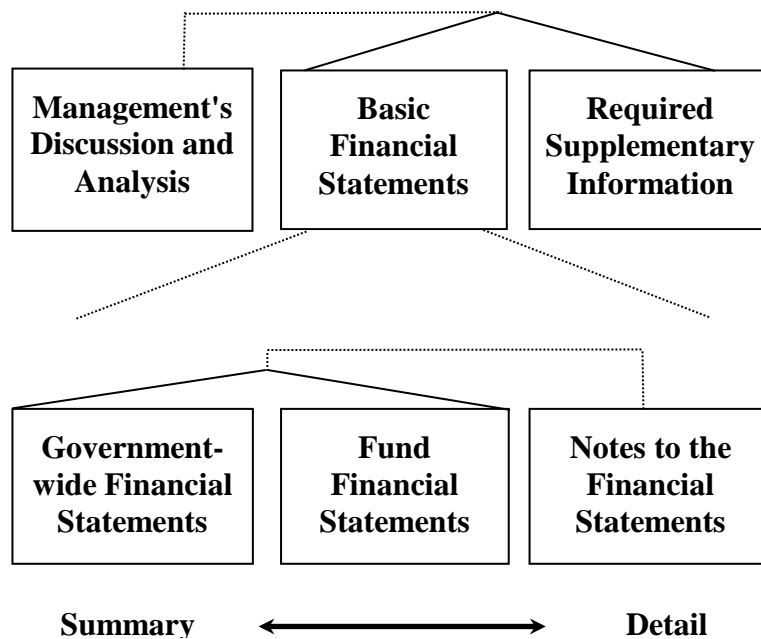 Management's
Discussion and
Analysis
Basic
Financial
Statements
Required
Supplementary
Information
Government-
wide Financial
Statements
Fund
Financial
Statements
Notes to the
Financial
Statements
Summary
Detail